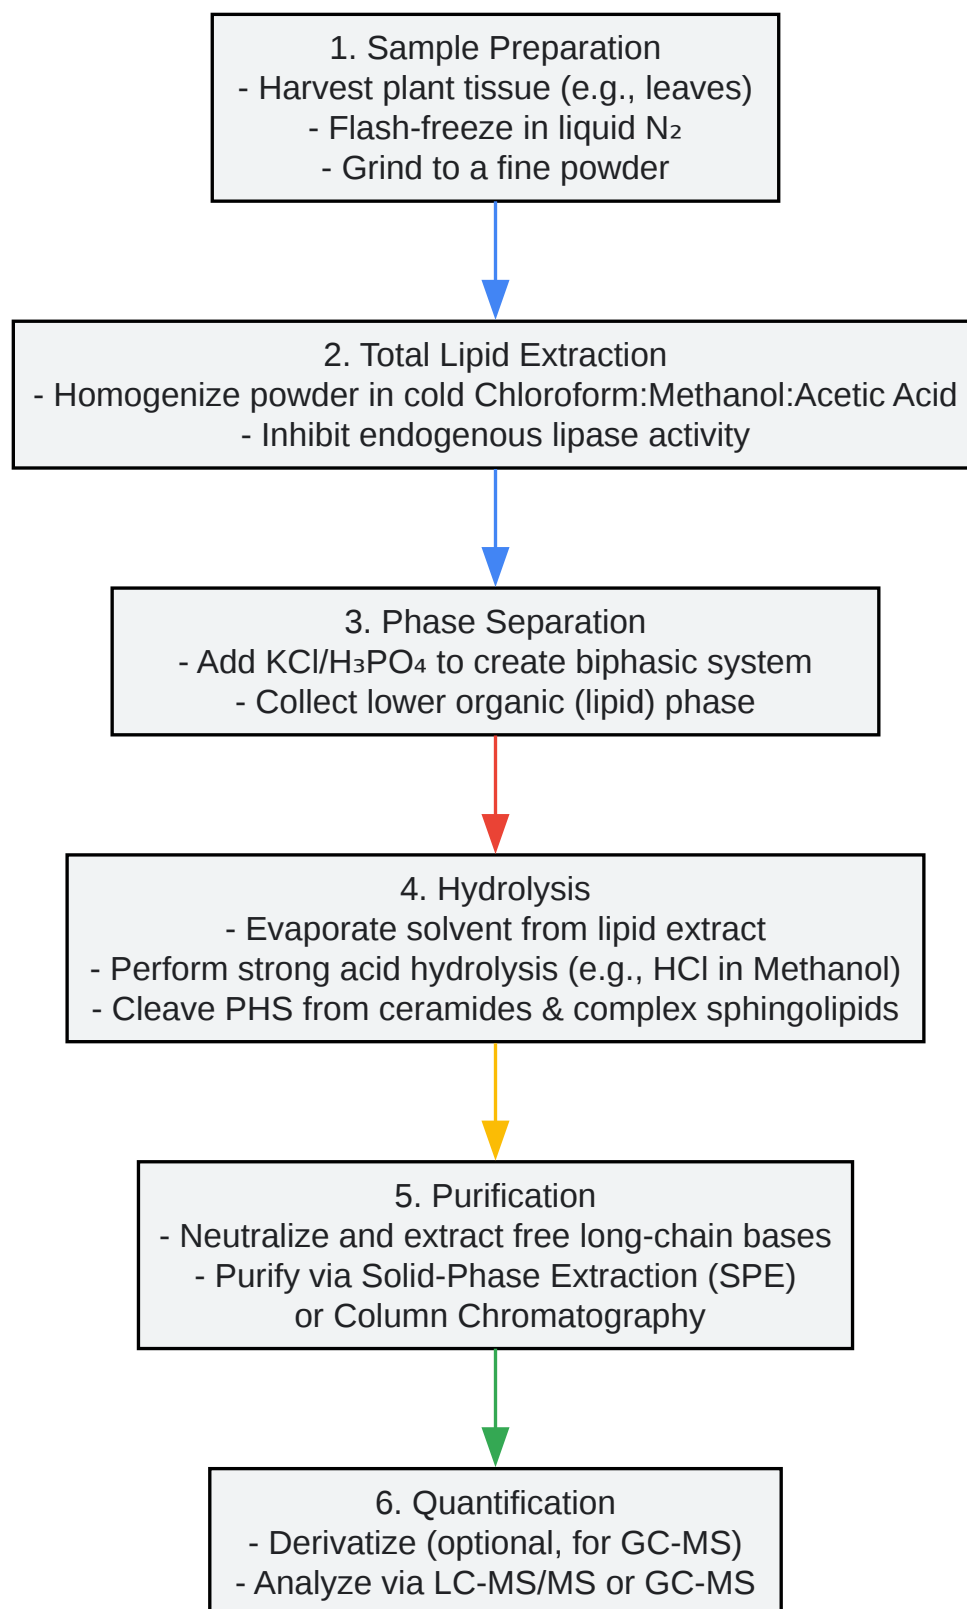 1. Sample Preparation
- Harvest plant tissue (e.g., leaves)
- Flash-freeze in liquid N₂
- Grind to a fine powder
2. Total Lipid Extraction
- Homogenize powder in cold Chloroform:Methanol:Acetic Acid
- Inhibit endogenous lipase activity
3. Phase Separation
- Add KCl/H₃PO₄ to create biphasic system
- Collect lower organic (lipid) phase
4. Hydrolysis
- Evaporate solvent from lipid extract
- Perform strong acid hydrolysis (e.g., HCl in Methanol)
- Cleave PHS from ceramides & complex sphingolipids
5. Purification
- Neutralize and extract free long-chain bases
- Purify via Solid-Phase Extraction (SPE)
or Column Chromatography
6. Quantification
- Derivatize (optional, for GC-MS)
- Analyze via LC-MS/MS or GC-MS